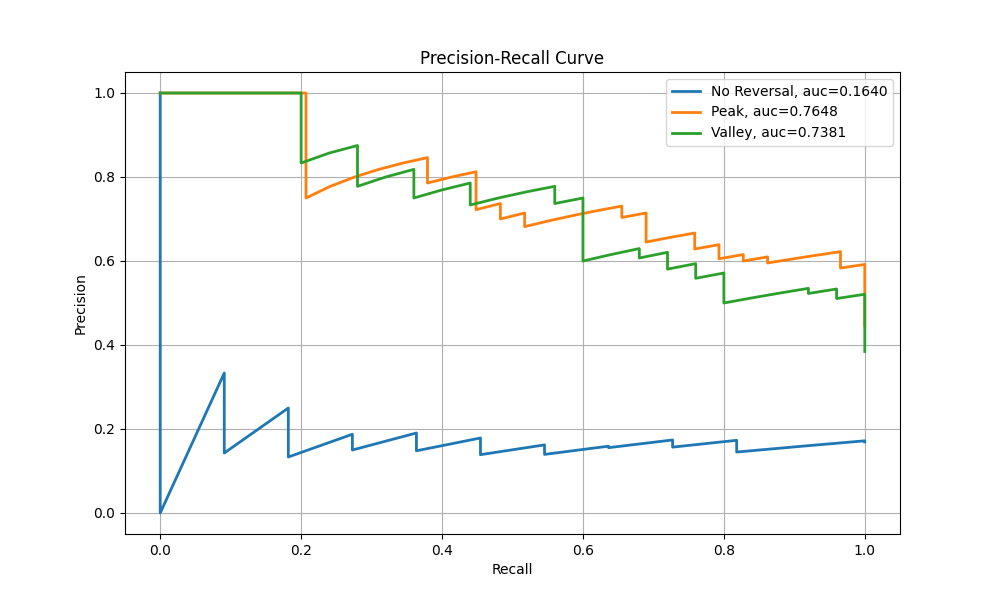 Precision-Recall Curve
No Reversal, auc=0.1640
Peak, auc=0.7648
Valley, auc=0.7381
Precision
1.0
0.8
0.6
0.4
0.2
0.0
0.0 0.2 0.4 0.6 0.8 1.0
Recall